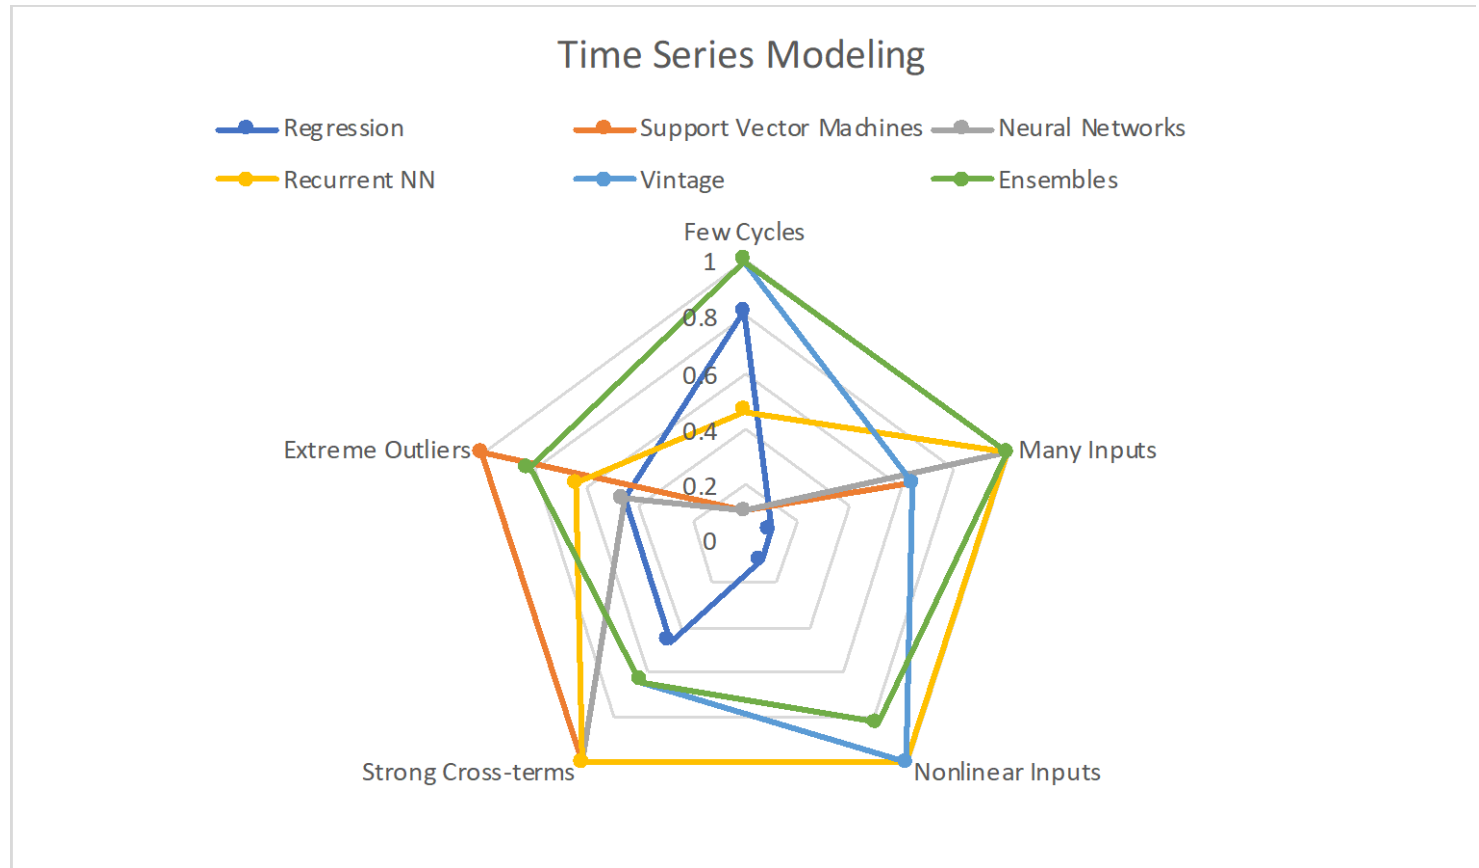 Time Series Modeling
Regression
Support Vector Machines
Neural Networks
Recurrent NN
Vintage
Ensembles
Few Cycles
1
0.8
0.6
0.4
0.2
0
Extreme Outliers
Many Inputs
Strong Cross-terms
Nonlinear Inputs